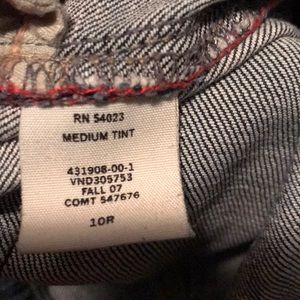 RN 54023
MEDIUM TINT
431908-00-1
VND305753
FALL 07
COMT 547676
10R